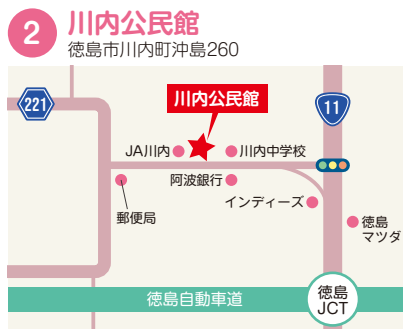 2 川内公民館
徳島市川内町沖島260
221
川内公民館
11
JA川内
川内中学校
阿波銀行
郵便局
インディーズ
徳島
マツダ
徳島自動車道
徳島
JCT